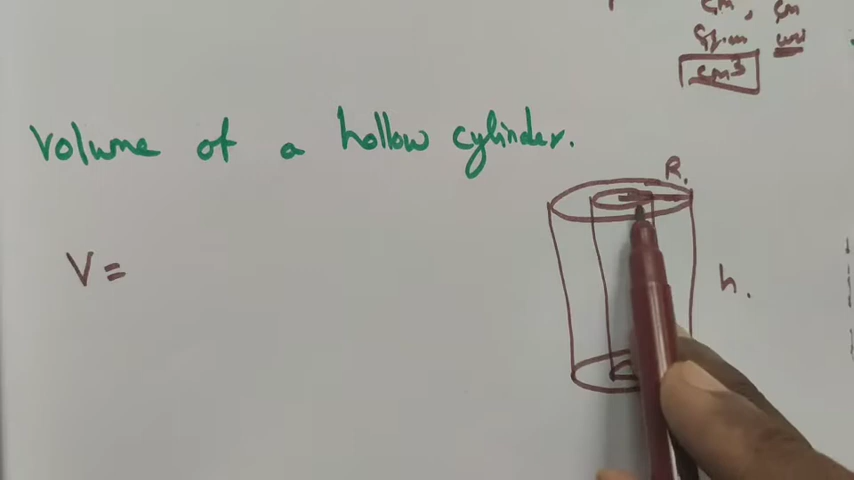 cm³
volume of a hollow cylinder.
R.
V=
h.